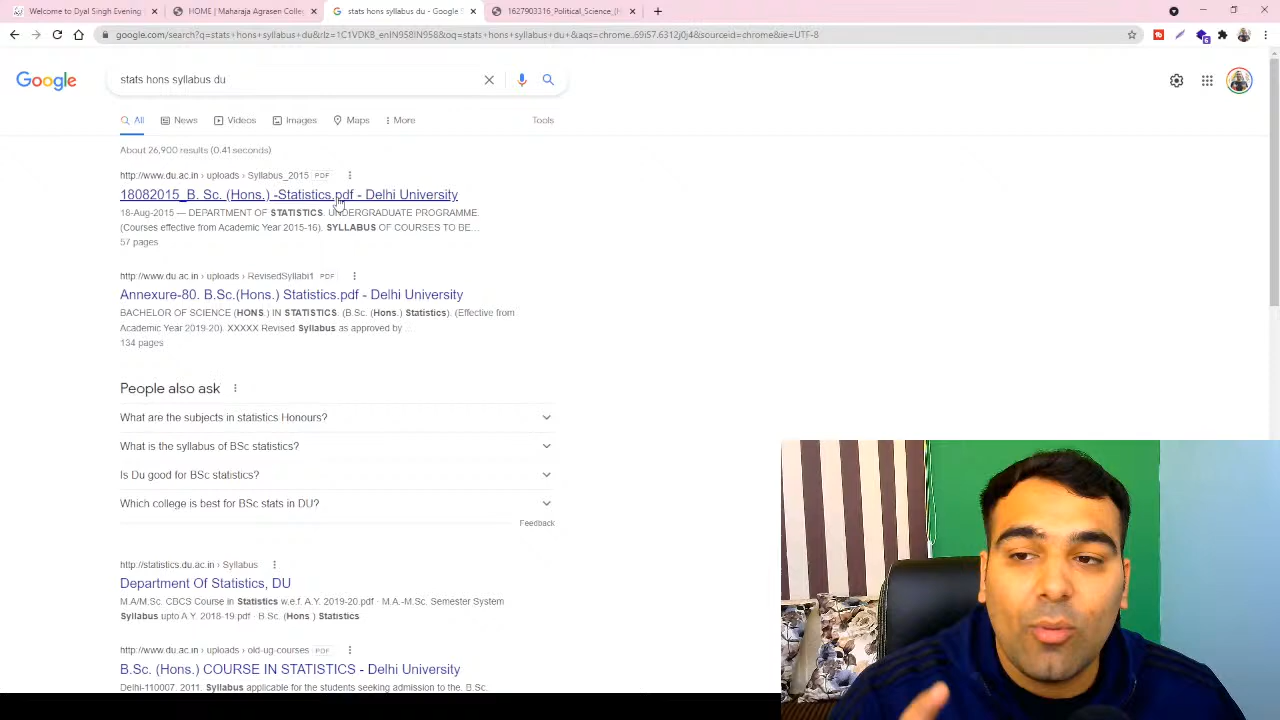 Welcome to Dyal Singh Evening
HOME | Maharaja Agrasen Colle
stats hons syllabus du - Google S
1627903316_Political_Science_(H
google.com/search?q=stats+hons+syllabus+du+&rlz=1C1VDKB_enIN958IN958&oq=stats+hons+syllabus+du+&aqs=chrome..69i57.6312j0j4&sourceid=chrome&ie=UTF-8
Google
stats hons syllabus du
All News Videos Images Maps More Tools
About 26,900 results (0.41 seconds)
http://www.du.ac.in › uploads › Syllabus_2015 PDF
18082015_B. Sc. (Hons.) -Statistics.pdf - Delhi University
18-Aug-2015 — DEPARTMENT OF STATISTICS. UNDERGRADUATE PROGRAMME.
(Courses effective from Academic Year 2015-16). SYLLABUS OF COURSES TO BE...
57 pages
http://www.du.ac.in › uploads › RevisedSyllabi1 PDF
Annexure-80. B.Sc.(Hons.) Statistics.pdf - Delhi University
BACHELOR OF SCIENCE (HONS.) IN STATISTICS. (B.Sc. (Hons.) Statistics). (Effective from
Academic Year 2019-20). XXXXX Revised Syllabus as approved by ...
134 pages
People also ask
What are the subjects in statistics Honours?
What is the syllabus of BSc statistics?
Is Du good for BSc statistics?
Which college is best for BSc stats in DU?
Feedback
http://statistics.du.ac.in › Syllabus
Department Of Statistics, DU
M.A/M.Sc. CBCS Course in Statistics w.e.f. A.Y. 2019-20.pdf · M.A.-M.Sc. Semester System
Syllabus upto A.Y. 2018-19.pdf · B.Sc. (Hons.) Statistics
http://www.du.ac.in › uploads › old-ug-courses PDF
B.Sc. (Hons.) COURSE IN STATISTICS - Delhi University
Delhi-110007. 2011. Syllabus applicable for the students seeking admission to the. B.Sc.